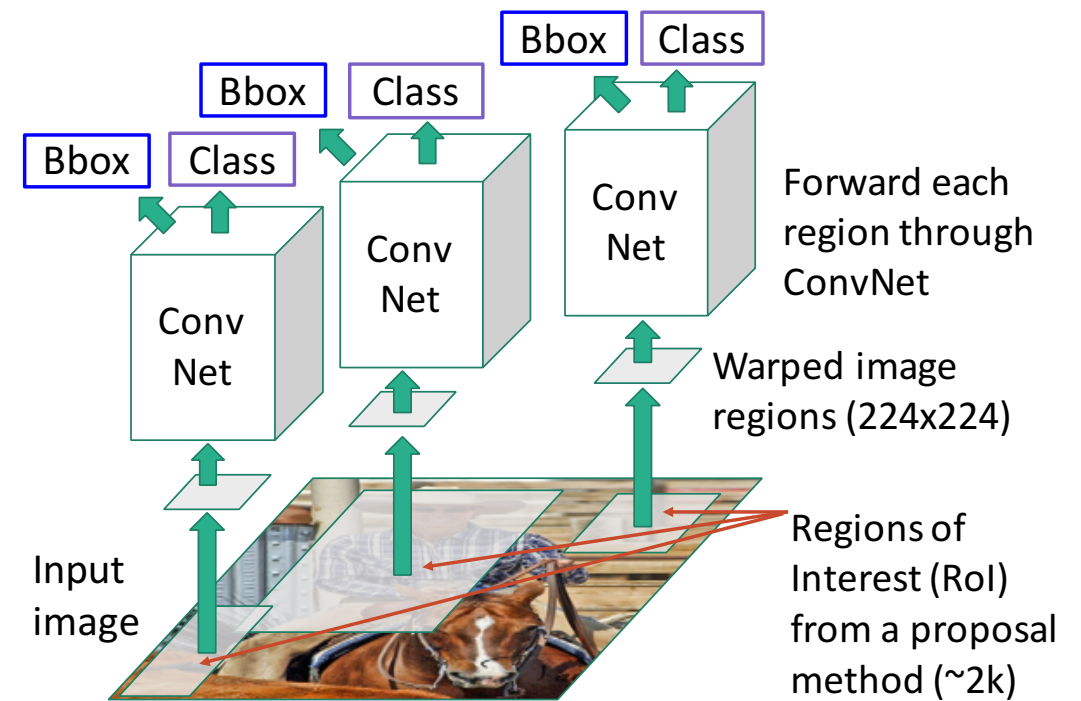 Bbox
Class
Bbox
Class
Bbox
Class
Conv
Net
Conv
Net
Conv
Net
Forward each
region through
ConvNet
Warped image
regions (224x224)
Input
image
Regions of
Interest (RoI)
from a proposal
method (~2k)